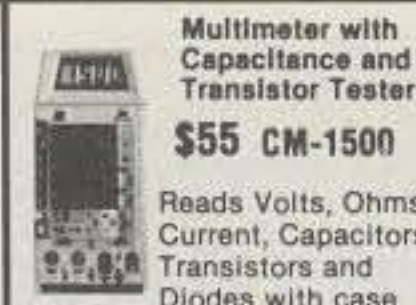 Multimeter with
Capacitance and
Transistor Tester
$55 CM-1500
Reads Volts, Ohms
Current, Capacitors
Transistors and
Diodes with case